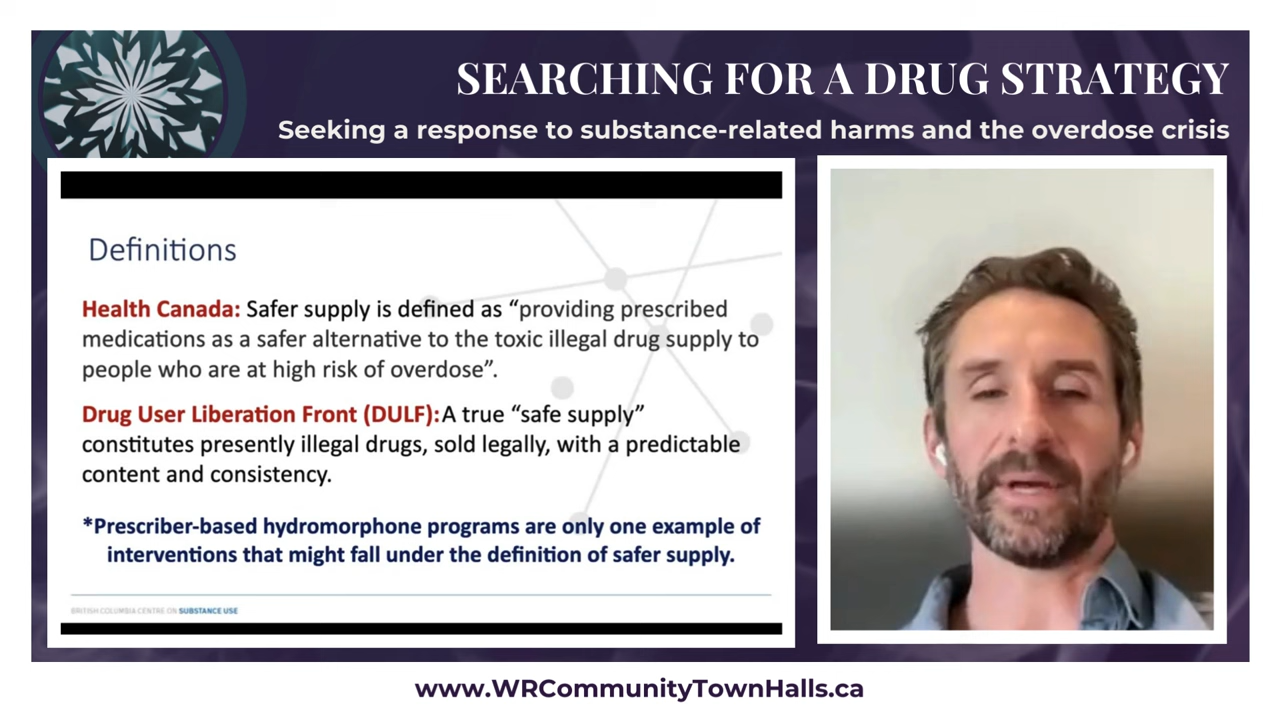 SEARCHING FOR A DRUG STRATEGY
Seeking a response to substance-related harms and the overdose crisis
Definitions
Health Canada: Safer supply is defined as “providing prescribed
medications as a safer alternative to the toxic illegal drug supply to
people who are at high risk of overdose”.
Drug User Liberation Front (DULF):A true “safe supply”
constitutes presently illegal drugs, sold legally, with a predictable
content and consistency.
*Prescriber-based hydromorphone programs are only one example of
interventions that might fall under the definition of safer supply.
BRITISH COLUMBIA CENTRE ON SUBSTANCE USE
www.WRCommunityTownHalls.ca